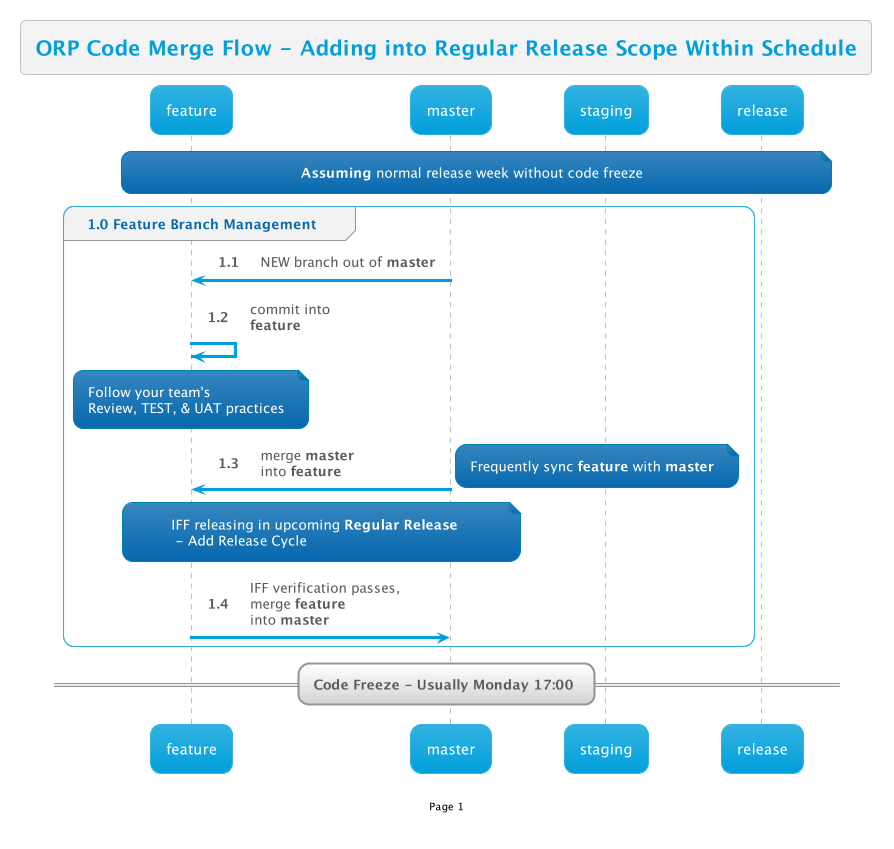 ORP Code Merge Flow - Adding into Regular Release Scope Within Schedule
feature master staging release
Assuming normal release week without code freeze
1.0 Feature Branch Management
1.1 NEW branch out of master
1.2 commit into
feature
Follow your team's
Review, TEST, & UAT practices
1.3 merge master
into feature
Frequently sync feature with master
IFF releasing in upcoming Regular Release
- Add Release Cycle
1.4 IFF verification passes,
merge feature
into master
Code Freeze - Usually Monday 17:00
feature master staging release
Page 1